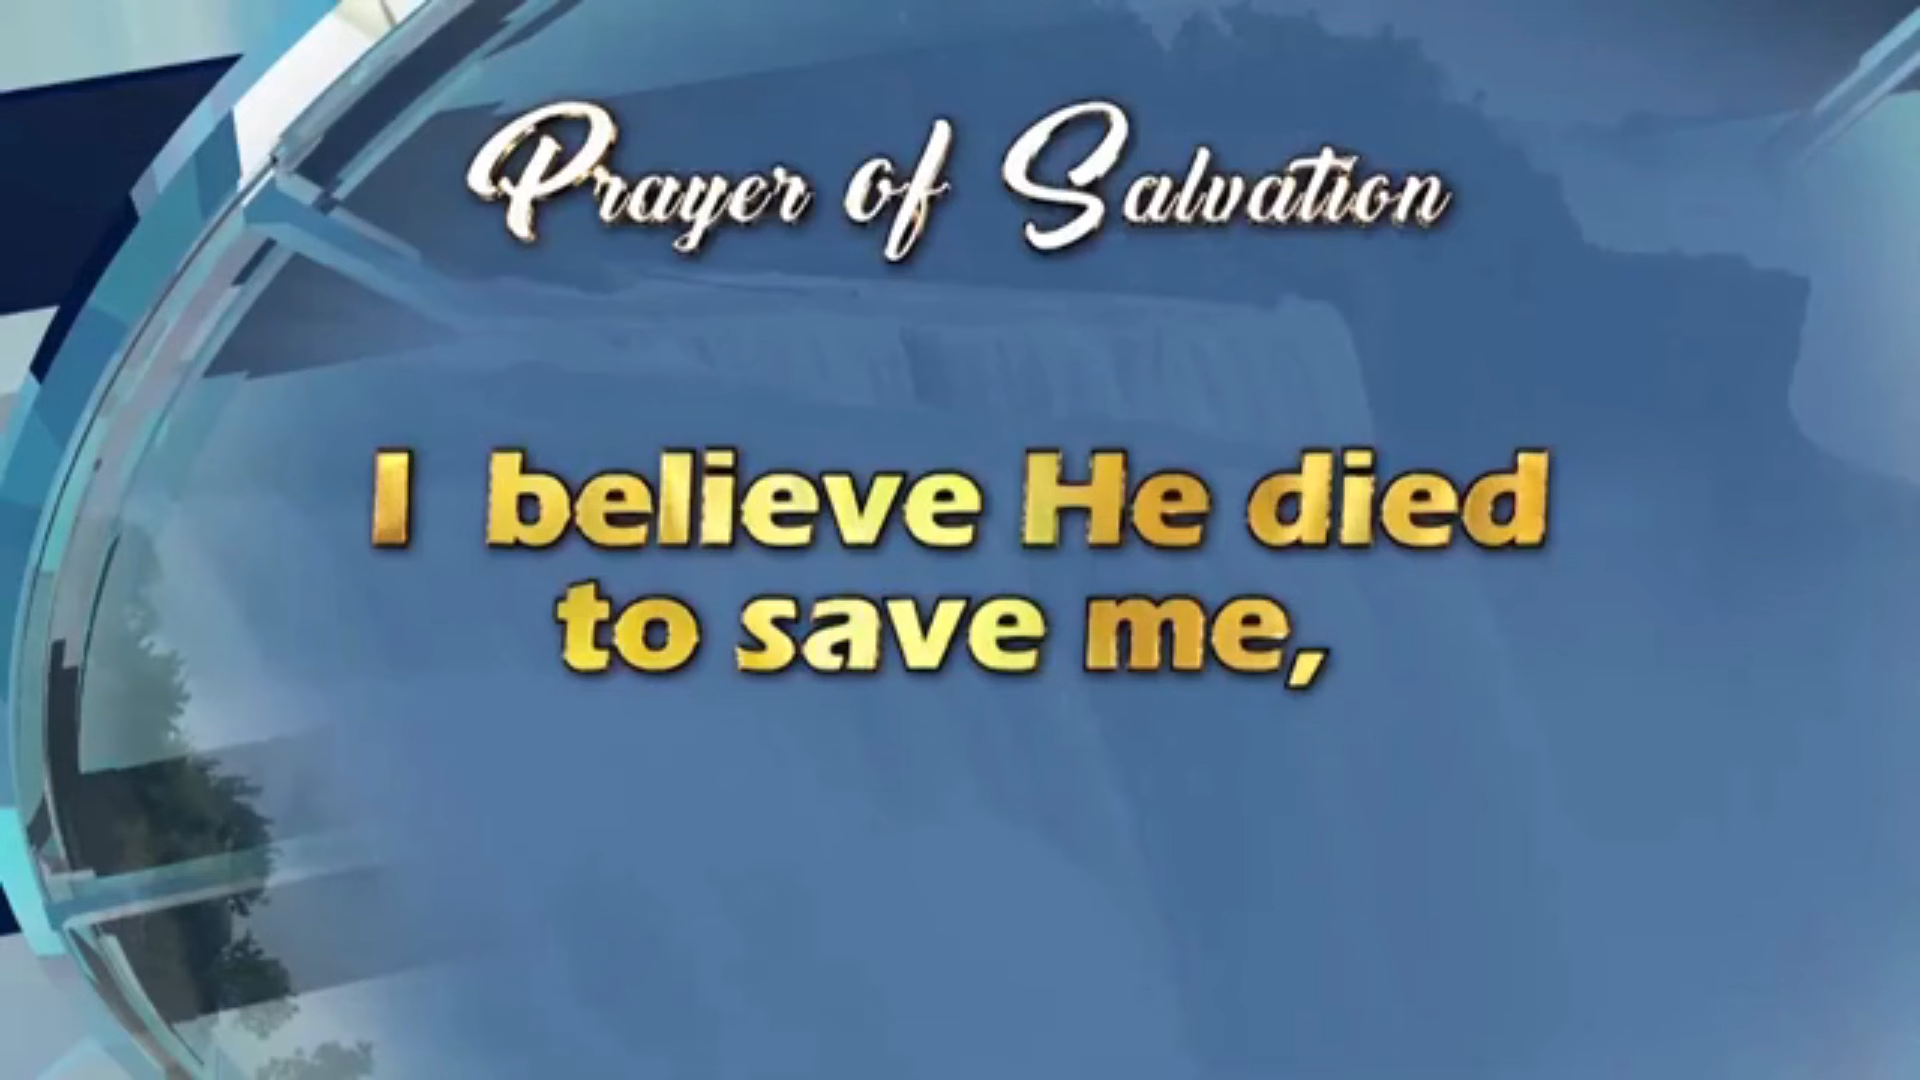 Prayer of Salvation
I believe He died
to save me,